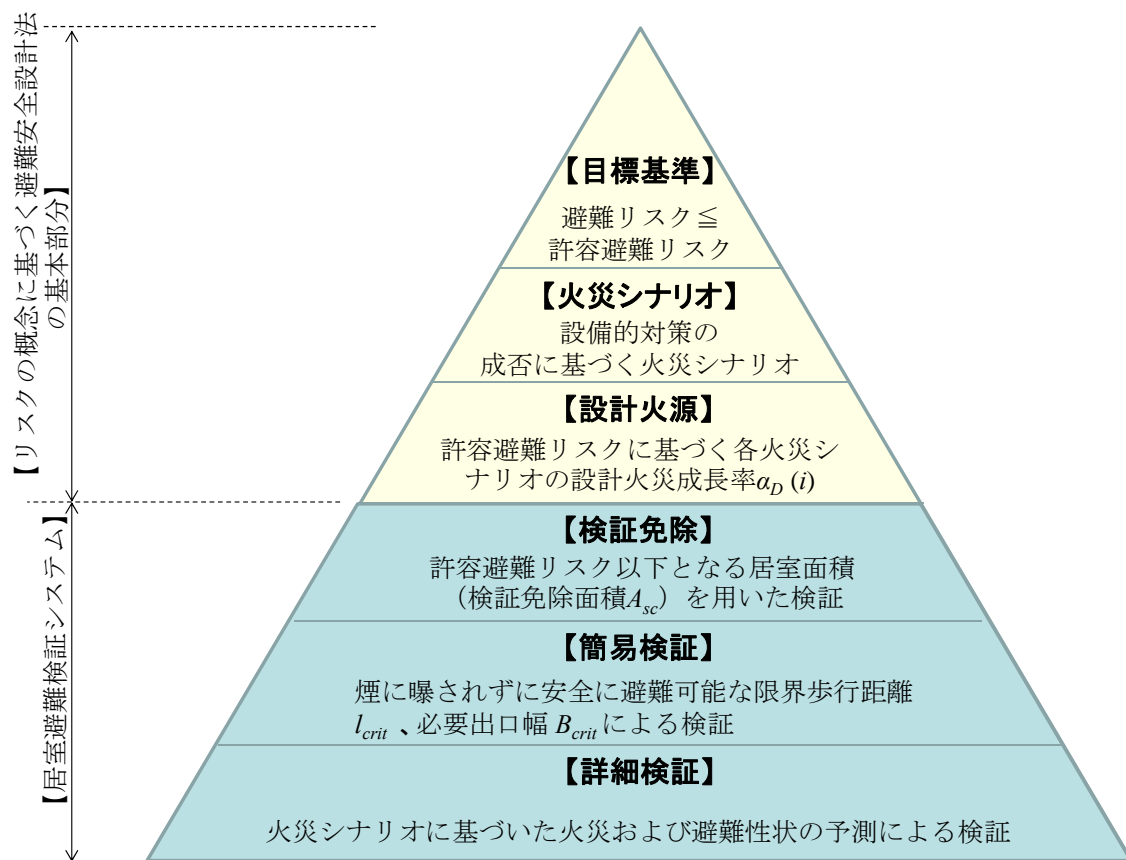 【リスクの概念に基づく避難安全設計法
の基本部分】
【目標基準】
避難リスク≦
許容避難リスク
【火災シナリオ】
設備的対策の
成否に基づく火災シナリオ
【設計火源】
許容避難リスクに基づく各火災シ
ナリオの設計火災成長率α_D (i)
【居室避難検証システム】
【検証免除】
許容避難リスク以下となる居室面積
（検証免除面積A_sc）を用いた検証
【簡易検証】
煙に曝されずに安全に避難可能な限界歩行距離
l_crit 、必要出口幅 B_crit による検証
【詳細検証】
火災シナリオに基づいた火災および避難性状の予測による検証